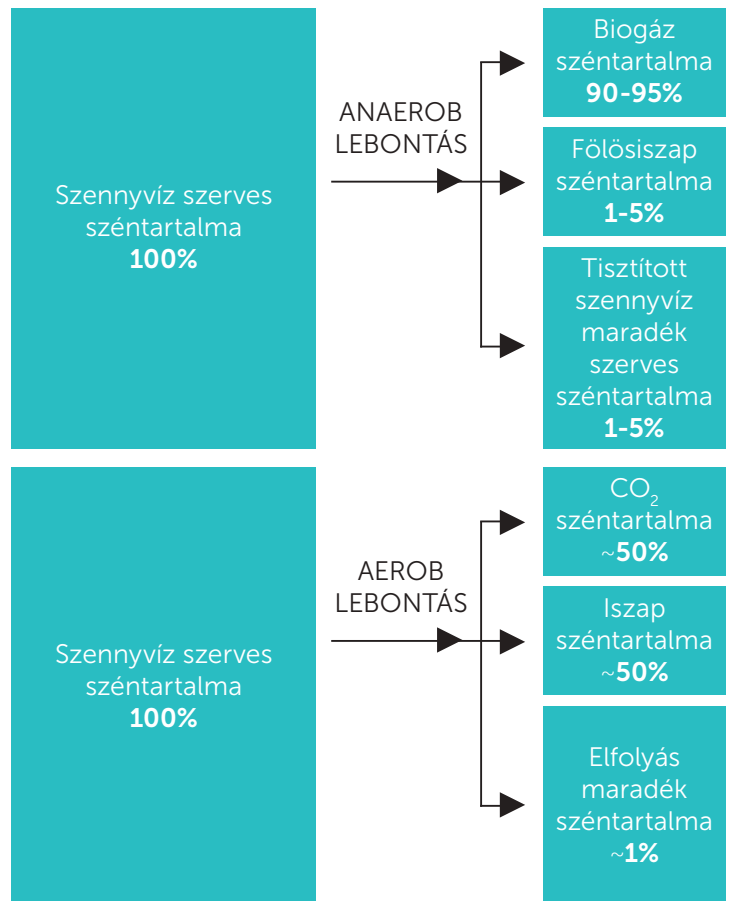 Szennyvíz szerves
széntartalma
100%
ANAEROB
LEBONTÁS
Biogáz
széntartalma
90-95%
Fölösiszap
széntartalma
1-5%
Tisztított
szennyvíz
maradék
szerves
széntartalma
1-5%
Szennyvíz szerves
széntartalma
100%
AEROB
LEBONTÁS
CO₂
széntartalma
~50%
Iszap
széntartalma
~50%
Elfolyás
maradék
széntartalma
~1%